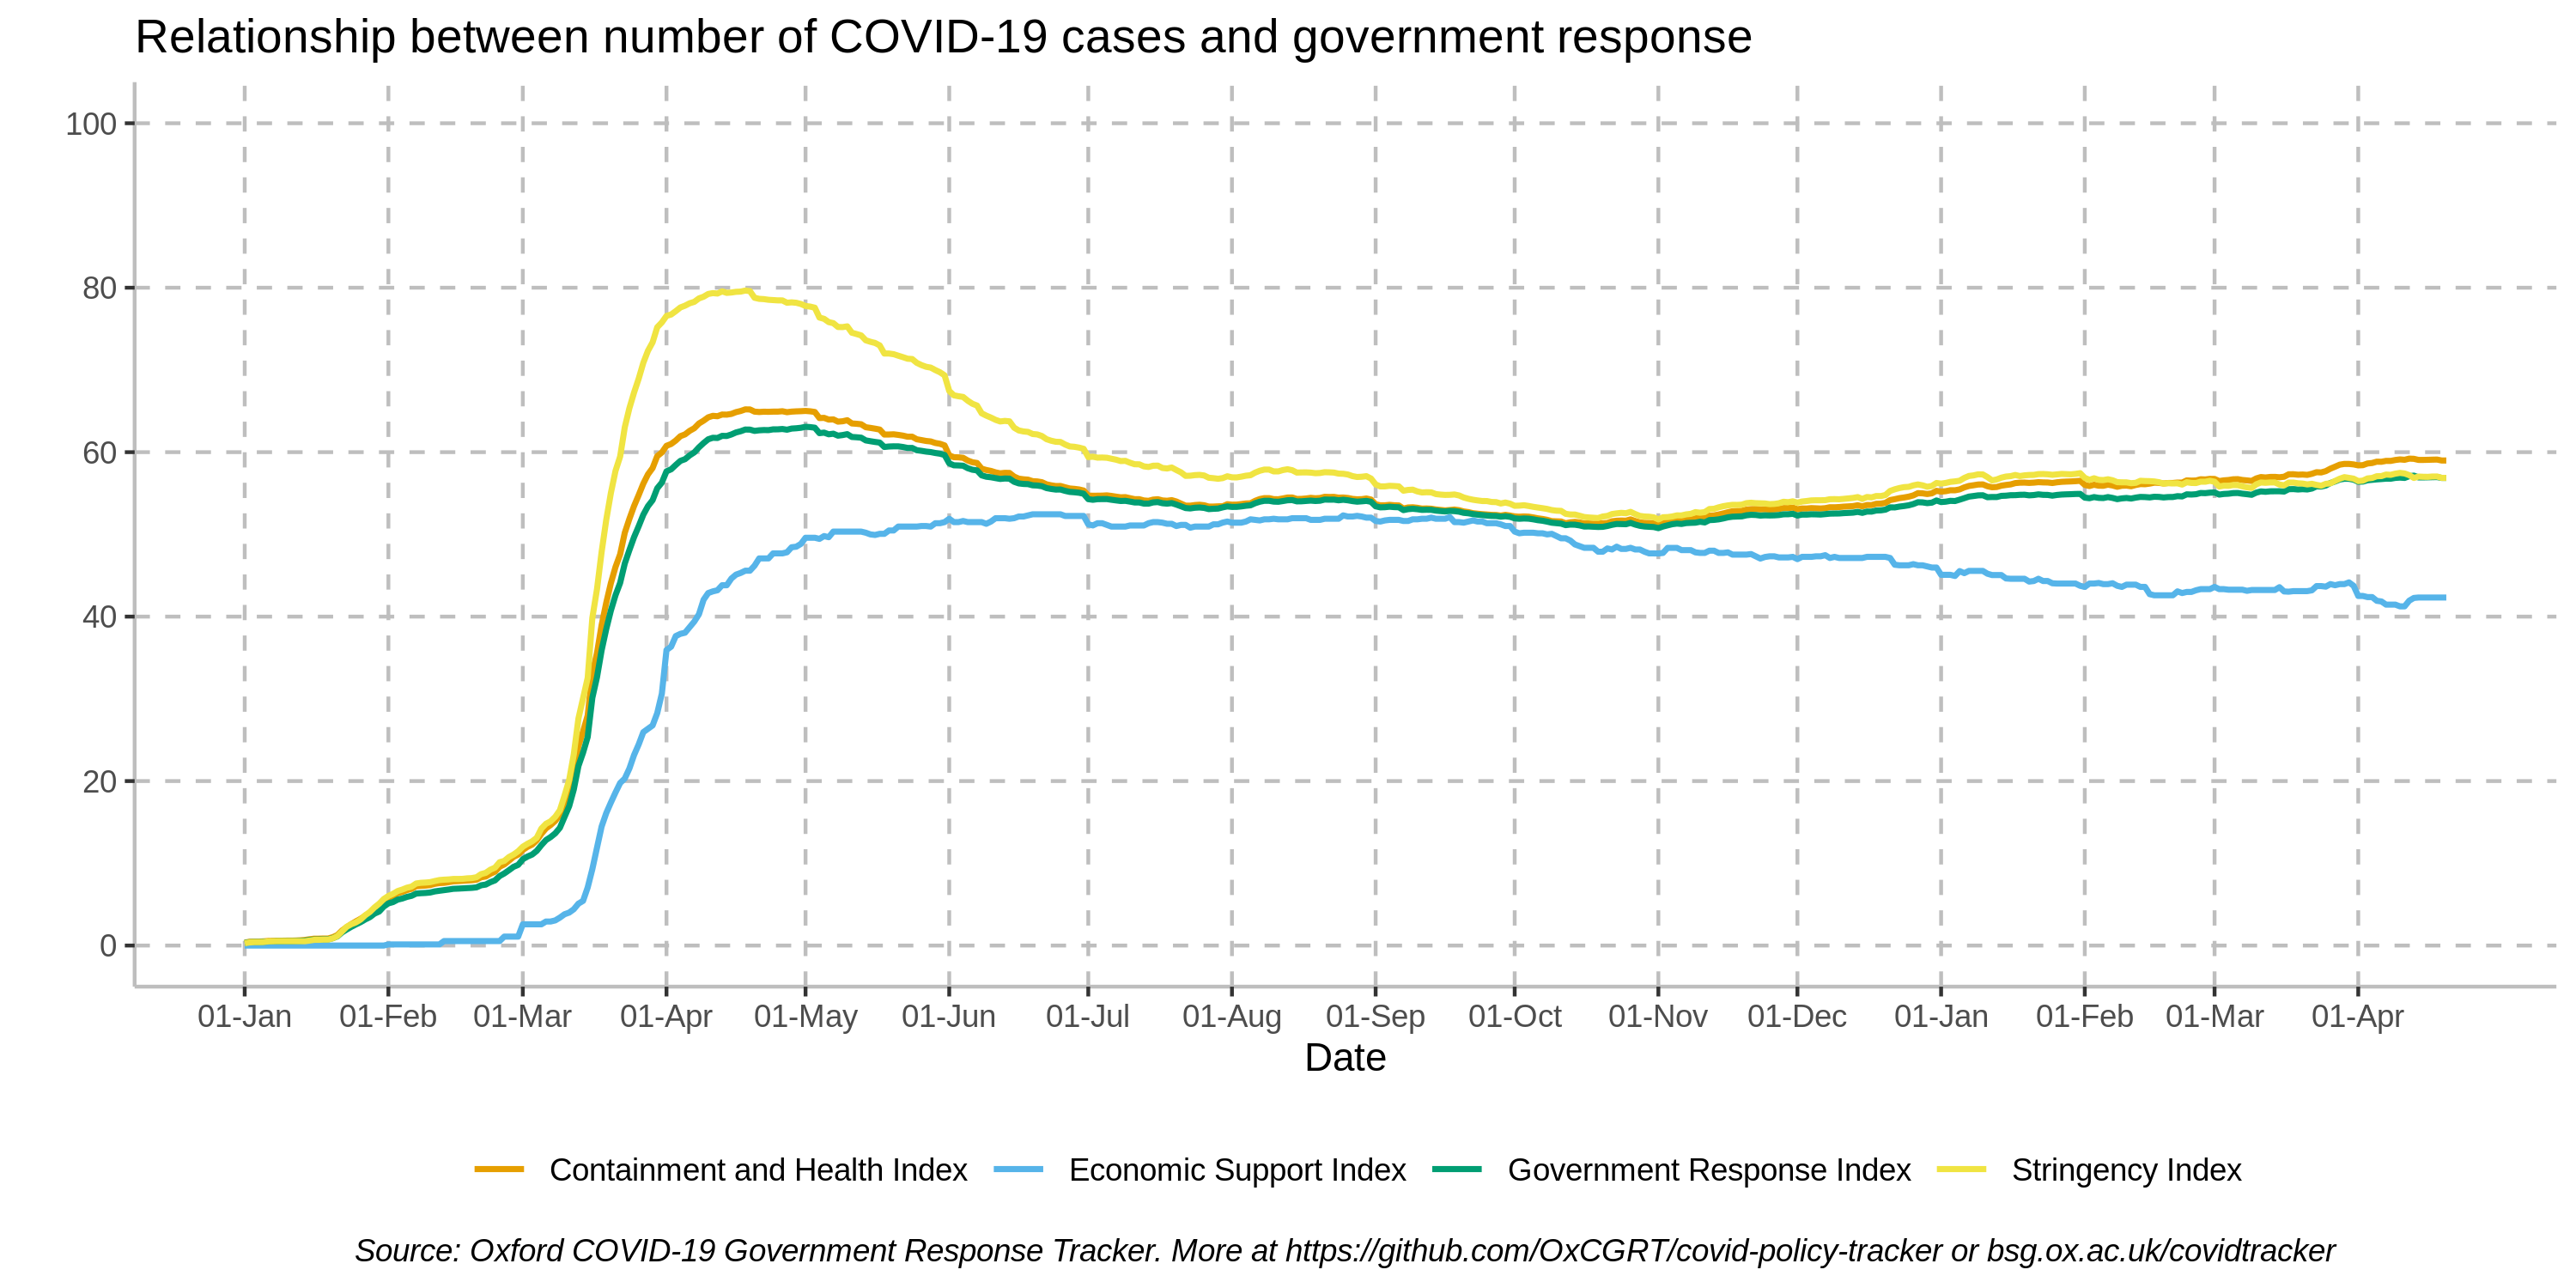 Relationship between number of COVID-19 cases and government response
100
80
60
40
20
0
01-Jan 01-Feb 01-Mar 01-Apr 01-May 01-Jun 01-Jul 01-Aug 01-Sep 01-Oct 01-Nov 01-Dec 01-Jan 01-Feb 01-Mar 01-Apr
Date
Containment and Health Index Economic Support Index Government Response Index Stringency Index
Source: Oxford COVID-19 Government Response Tracker. More at https://github.com/OxCGRT/covid-policy-tracker or bsg.ox.ac.uk/covidtracker